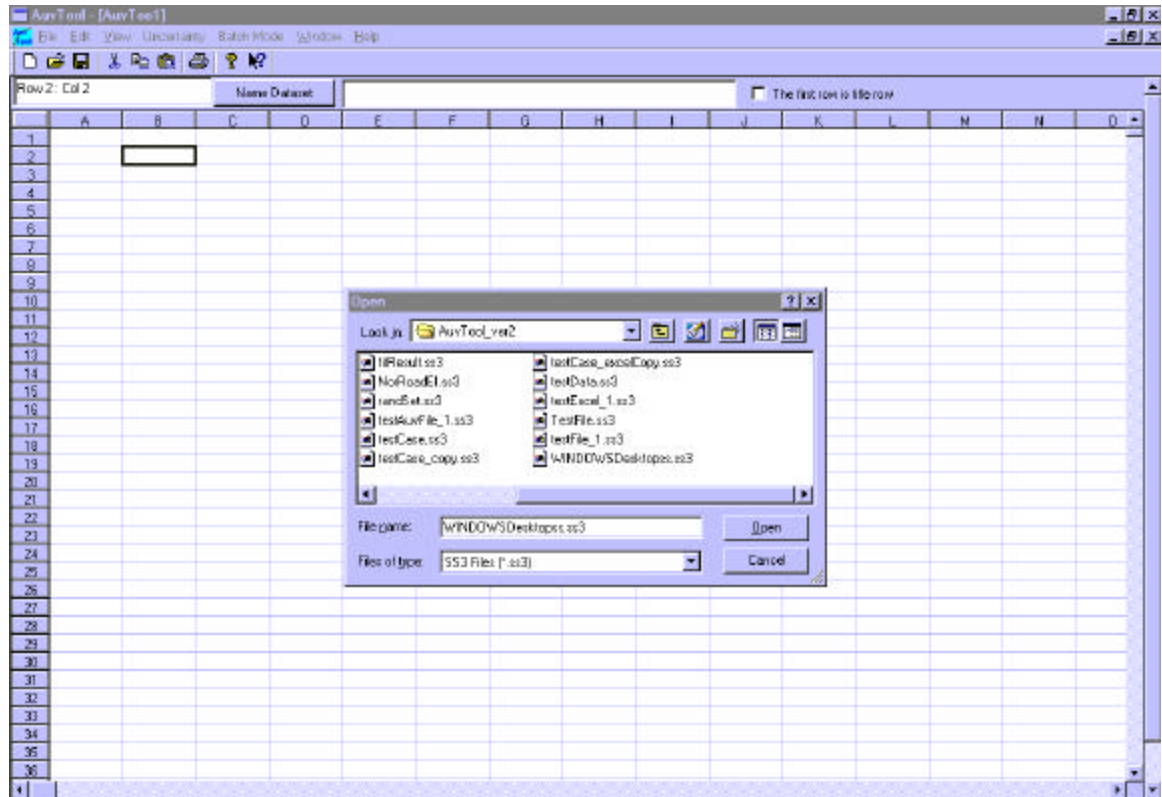 AuvTool - [AuvToo1]
File Edit View Uncertainty Batch Mode Window Help
Row 2: Col 2 Name Dataset The first row is title row
A B C D E F G H I J K L M N O
1
2
3
4
5
6
7
8
9
10
11
12
13
14
15
16
17
18
19
20
21
22
23
24
25
26
27
28
29
30
31
32
33
34
35
36
Open
Look in: AuvTool_ver2
NoRoadEI.ss3
randSet.ss3
testAuvFile_1.ss3
testCase.ss3
testCase_copy.ss3
testCase_excelCopy.ss3
testData.ss3
testExcel_1.ss3
TestFile.ss3
testFile_1.ss3
WINDOWSDesktopss.ss3
File name: WINDOWSDesktopss.ss3 Open
Files of type: SS3 Files (*.ss3) Cancel